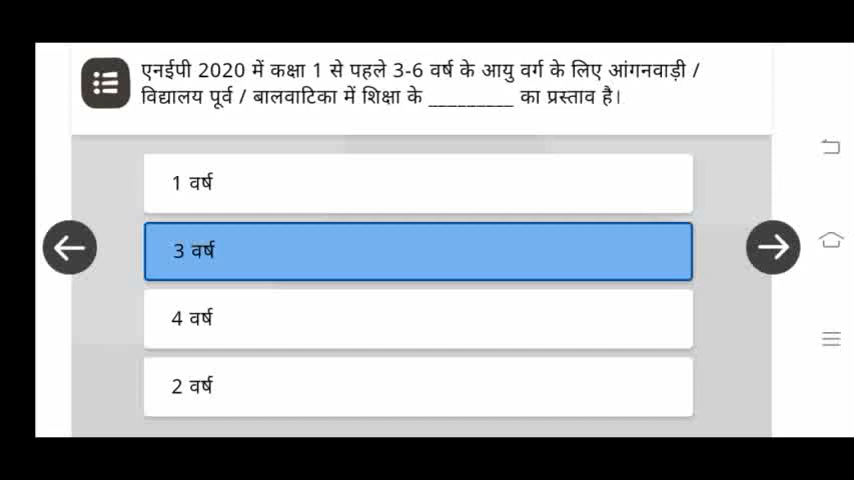 एनईपी 2020 में कक्षा 1 से पहले 3-6 वर्ष के आयु वर्ग के लिए आंगनवाड़ी /
विद्यालय पूर्व / बालवाटिका में शिक्षा के _________ का प्रस्ताव है।
1 वर्ष
3 वर्ष
4 वर्ष
2 वर्ष